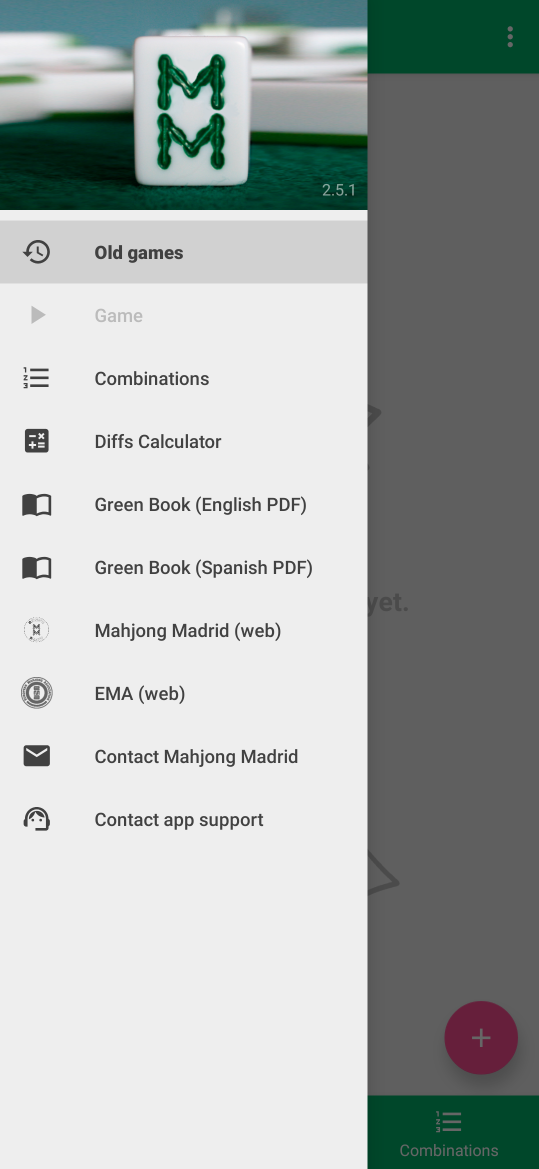 M
M
2.5.1
Old games
Game
Combinations
Diffs Calculator
Green Book (English PDF)
Green Book (Spanish PDF)
Mahjong Madrid (web)
EMA (web)
Contact Mahjong Madrid
Contact app support
yet.
Combinations